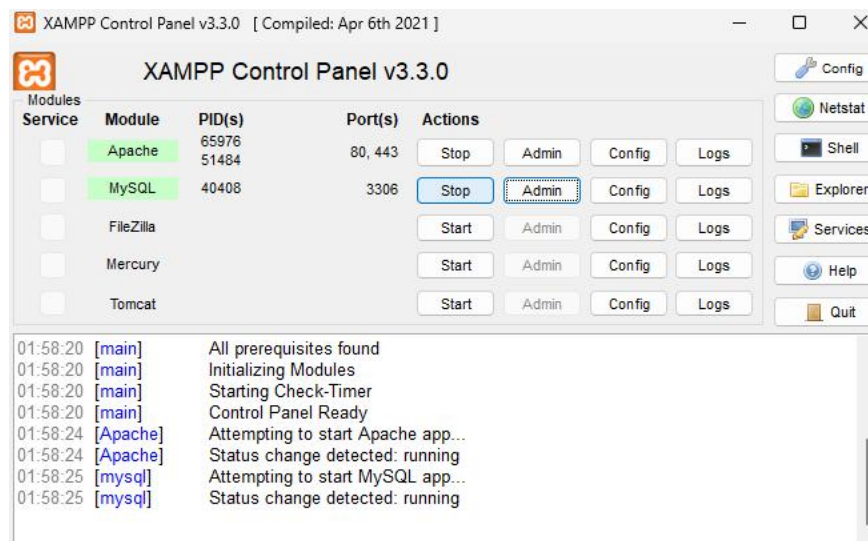 XAMPP Control Panel v3.3.0 [ Compiled: Apr 6th 2021 ]
XAMPP Control Panel v3.3.0
Config
Modules
Service Module PID(s) Port(s) Actions
Netstat
Apache 65976 51484 80, 443 Stop Admin Config Logs
Shell
MySQL 40408 3306 Stop Admin Config Logs
Explorer
FileZilla Start Admin Config Logs
Services
Mercury Start Admin Config Logs
Help
Tomcat Start Admin Config Logs
Quit
01:58:20 [main] All prerequisites found
01:58:20 [main] Initializing Modules
01:58:20 [main] Starting Check-Timer
01:58:20 [main] Control Panel Ready
01:58:24 [Apache] Attempting to start Apache app...
01:58:24 [Apache] Status change detected: running
01:58:25 [mysql] Attempting to start MySQL app...
01:58:25 [mysql] Status change detected: running